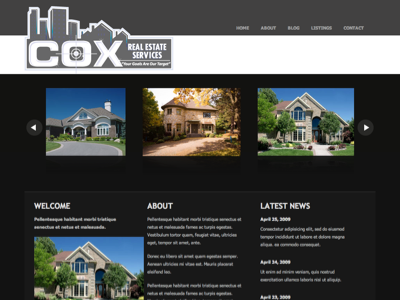 HOME
ABOUT
BLOG
LISTINGS
CONTACT
COX
REAL ESTATE
SERVICES
"Your Goals Are Our Target"
WELCOME
Pellentesque habitant morbi tristique
senectus et netus et malesuada.
ABOUT
Pellentesque habitant morbi tristique senectus et
netus et malesuada fames ac turpis egestas.
Vestibulum tortor quam, feugiat vitae, ultricies
eget, tempor sit amet, ante.
Donec eu libero sit amet quam egestas semper.
Aenean ultricies mi vitae est. Mauris placerat
eleifend leo.
Pellentesque habitant morbi tristique senectus et
netus et malesuada fames ac turpis egestas.
LATEST NEWS
April 25, 2009
Consectetur adipisicing elit, sed do eiusmod
tempor incididunt ut labore et dolore magna
aliqua, ea commodo consequat.
April 24, 2009
Ut enim ad minim veniam, quis nostrud
exercitation ullamco laboris nisi ut aliquip.
April 23, 2009